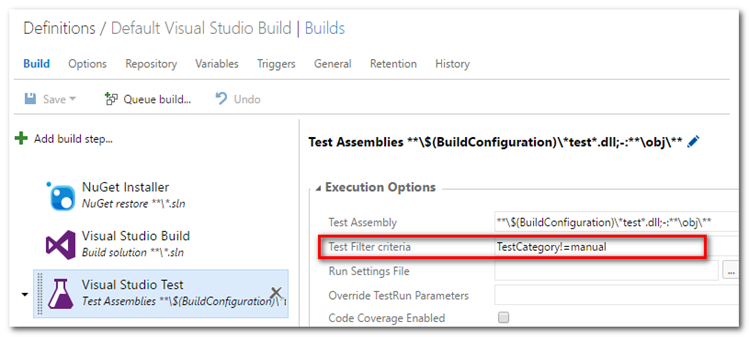 Definitions / Default Visual Studio Build | Builds
Build Options Repository Variables Triggers General Retention History
Save Queue build... Undo
Add build step...
Test Assemblies **\$(BuildConfiguration)\*test*.dll;-:**\obj\**
NuGet Installer
NuGet restore **\*.sln
Visual Studio Build
Build solution **\*.sln
Visual Studio Test
Test Assemblies **\$(BuildConfiguration)\*t
Execution Options
Test Assembly **\$(BuildConfiguration)\*test*.dll;-:**\obj\**
Test Filter criteria TestCategory!=manual
Run Settings File ...
Override TestRun Parameters
Code Coverage Enabled